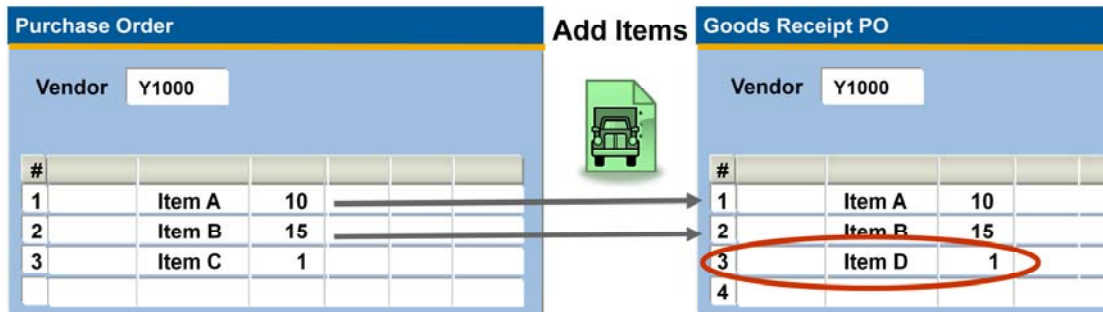 Purchase Order
Vendor Y1000
#
1 Item A 10
2 Item B 15
3 Item C 1
Add Items
Goods Receipt PO
Vendor Y1000
#
1 Item A 10
2 Item B 15
3 Item D 1
4